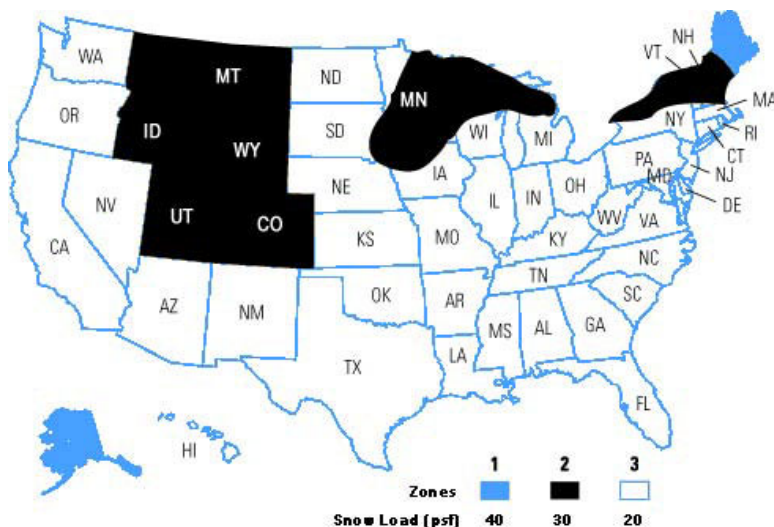 WA
MT
ND
MN
VT
NH
MA
OR
ID
SD
WY
WI
MI
NY
RI
CT
PA
NJ
MD
DE
NV
UT
CO
NE
IA
IL
IN
OH
WV
VA
CA
KS
MO
KY
NC
AZ
NM
OK
AR
TN
SC
TX
LA
MS
AL
GA
FL
HI
1 2 3
Zones
Snow Load (psf) 40 30 20